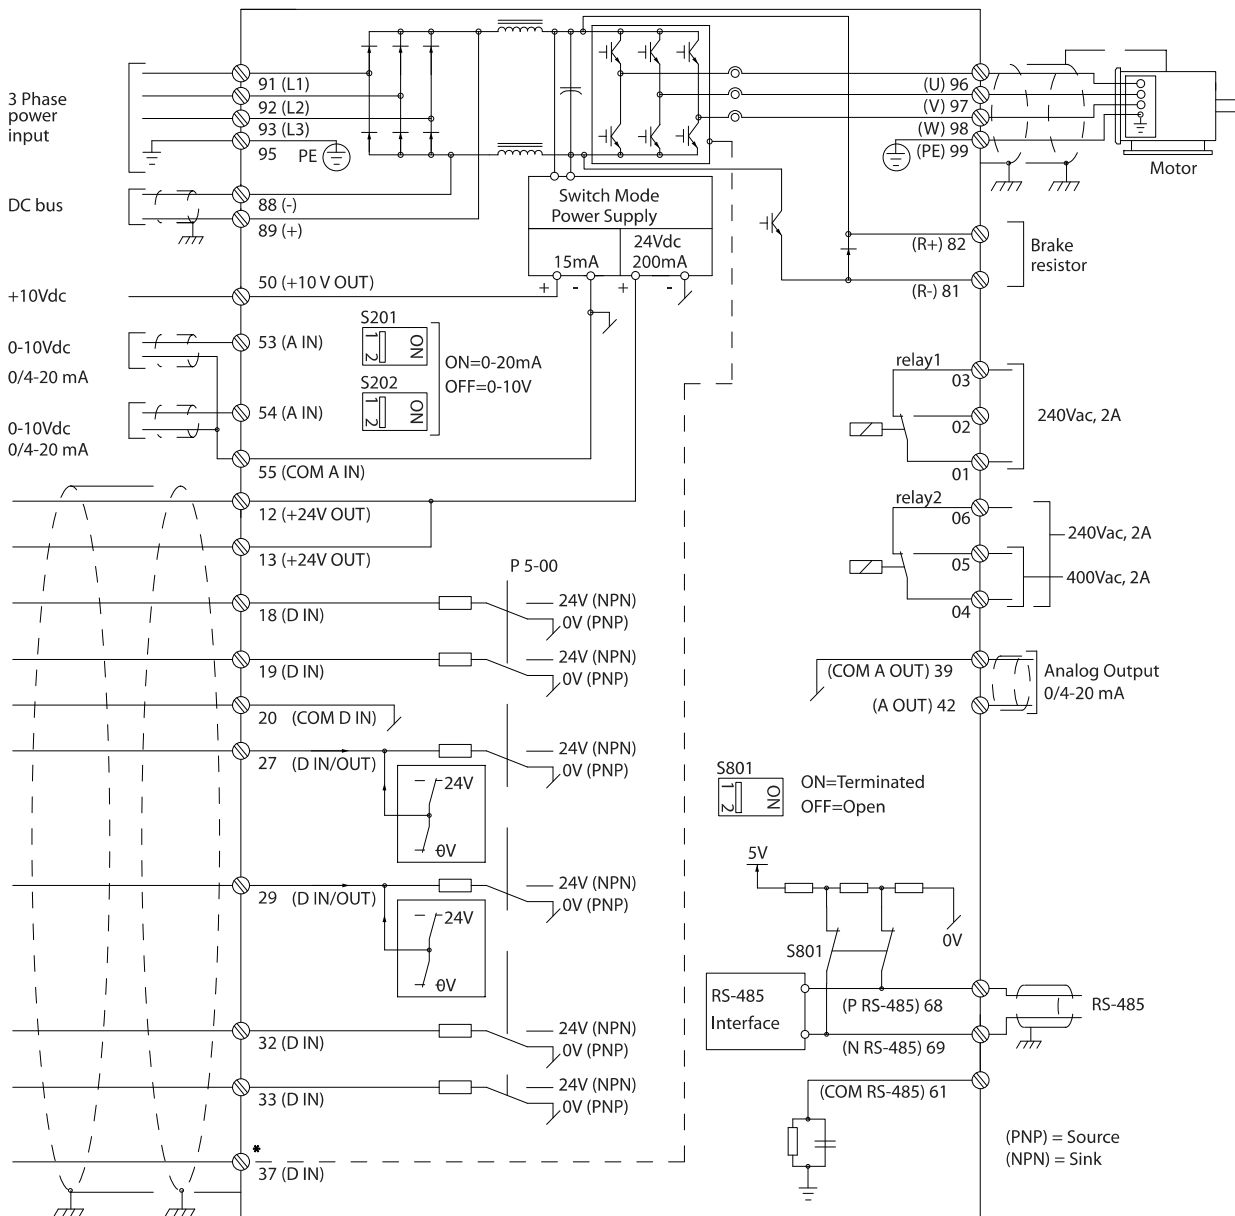 3 Phase
power
input
91 (L1)
92 (L2)
93 (L3)
95 PE
DC bus
88 (-)
89 (+)
+10Vdc
50 (+10 V OUT)
0-10Vdc
0/4-20 mA
53 (A IN)
0-10Vdc
0/4-20 mA
54 (A IN)
55 (COM A IN)
12 (+24V OUT)
13 (+24V OUT)
18 (D IN)
19 (D IN)
20 (COM D IN)
27 (D IN/OUT)
24V
0V
29 (D IN/OUT)
24V
0V
32 (D IN)
33 (D IN)
*
37 (D IN)
S201
1 2 ON
S202
1 2 ON
ON=0-20mA
OFF=0-10V
P 5-00
24V (NPN)
0V (PNP)
24V (NPN)
0V (PNP)
24V (NPN)
0V (PNP)
24V (NPN)
0V (PNP)
24V (NPN)
0V (PNP)
24V (NPN)
0V (PNP)
Switch Mode
Power Supply
15mA
24Vdc
200mA
+ - + -
(U) 96
(V) 97
(W) 98
(PE) 99
Motor
(R+) 82
(R-) 81
Brake
resistor
relay1
03
02
01
240Vac, 2A
relay2
06
05
04
240Vac, 2A
400Vac, 2A
(COM A OUT) 39
(A OUT) 42
Analog Output
0/4-20 mA
S801
1 2 ON
ON=Terminated
OFF=Open
5V
0V
S801
RS-485
Interface
(P RS-485) 68
(N RS-485) 69
RS-485
(COM RS-485) 61
(PNP) = Source
(NPN) = Sink